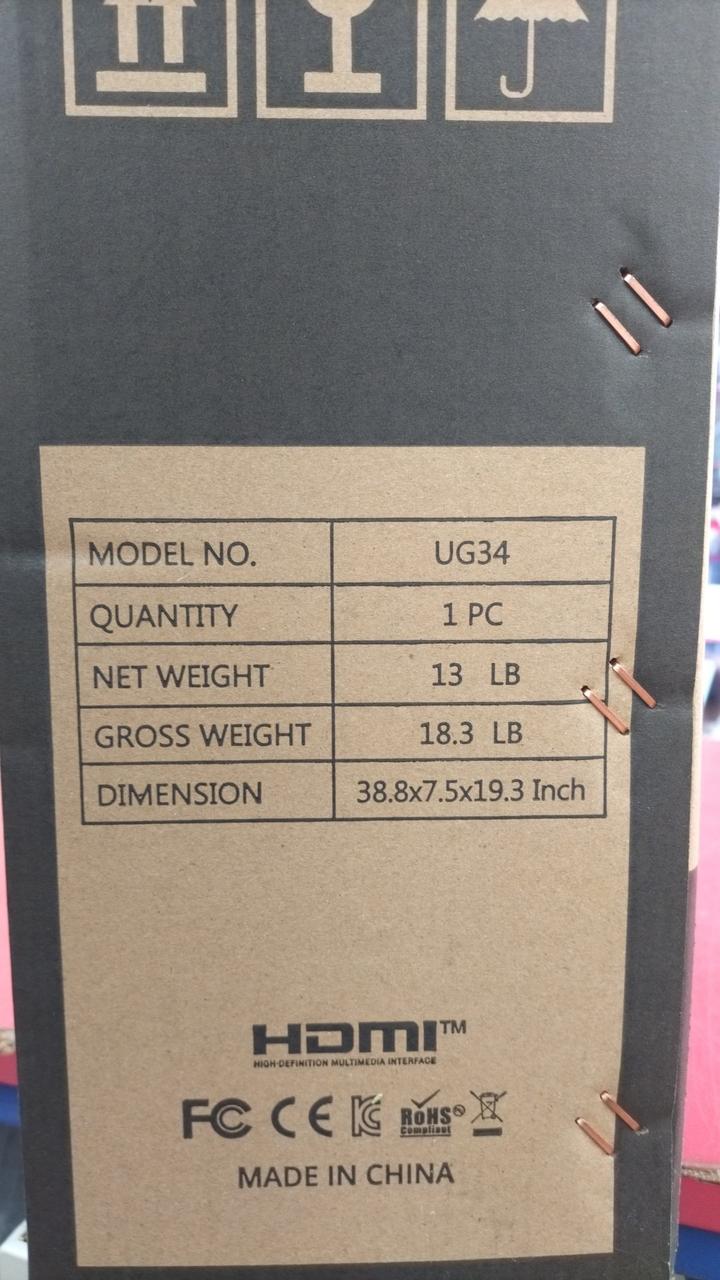 MODEL NO. UG34
QUANTITY 1 PC
NET WEIGHT 13 LB
GROSS WEIGHT 18.3 LB
DIMENSION 38.8x7.5x19.3 Inch
HDMI™
HIGH-DEFINITION MULTIMEDIA INTERFACE
FC CE KC RoHS
Compliant
MADE IN CHINA